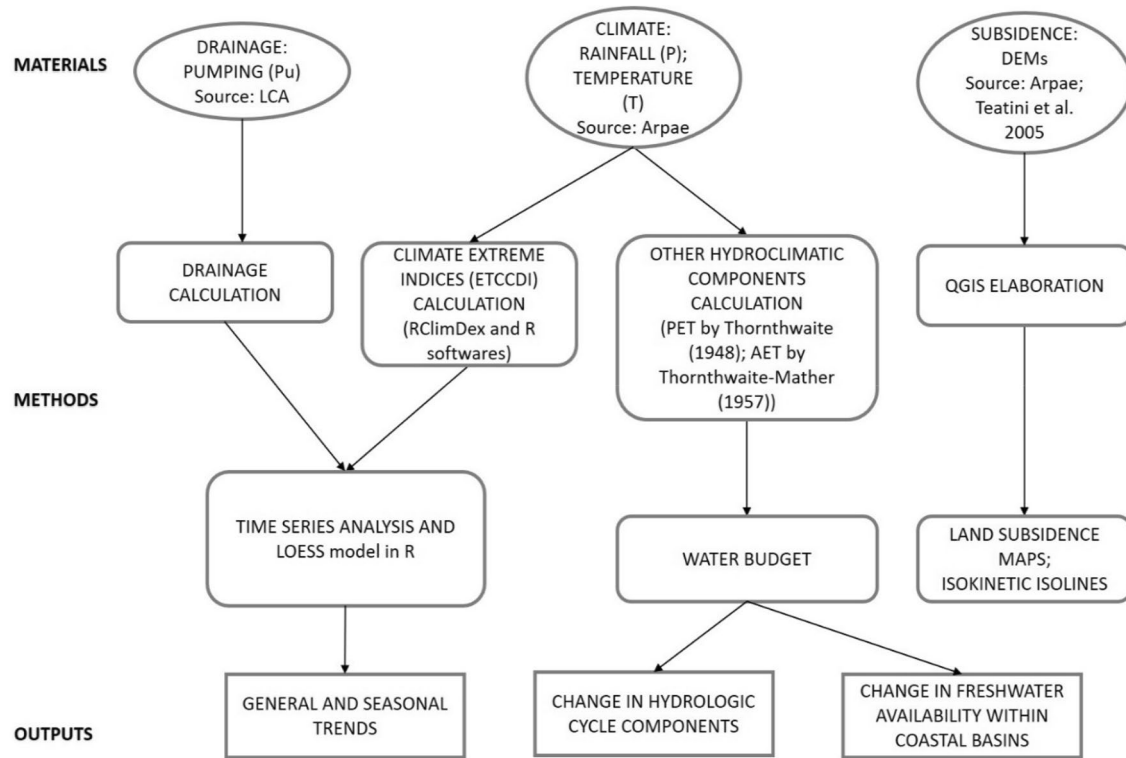 MATERIALS
DRAINAGE:
PUMPING (Pu)
Source: LCA
CLIMATE:
RAINFALL (P);
TEMPERATURE
(T)
Source: Arpae
SUBSIDENCE:
DEMs
Source: Arpae;
Teatini et al.
2005
METHODS
DRAINAGE
CALCULATION
CLIMATE EXTREME
INDICES (ETCCDI)
CALCULATION
(RClimDex and R
softwares)
OTHER HYDROCLIMATIC
COMPONENTS
CALCULATION
(PET by Thornthwaite
(1948); AET by
Thornthwaite-Mather
(1957))
QGIS ELABORATION
TIME SERIES ANALYSIS AND
LOESS model in R
WATER BUDGET
LAND SUBSIDENCE
MAPS;
ISOKINETIC ISOLINES
OUTPUTS
GENERAL AND SEASONAL
TRENDS
CHANGE IN HYDROLOGIC
CYCLE COMPONENTS
CHANGE IN FRESHWATER
AVAILABILITY WITHIN
COASTAL BASINS